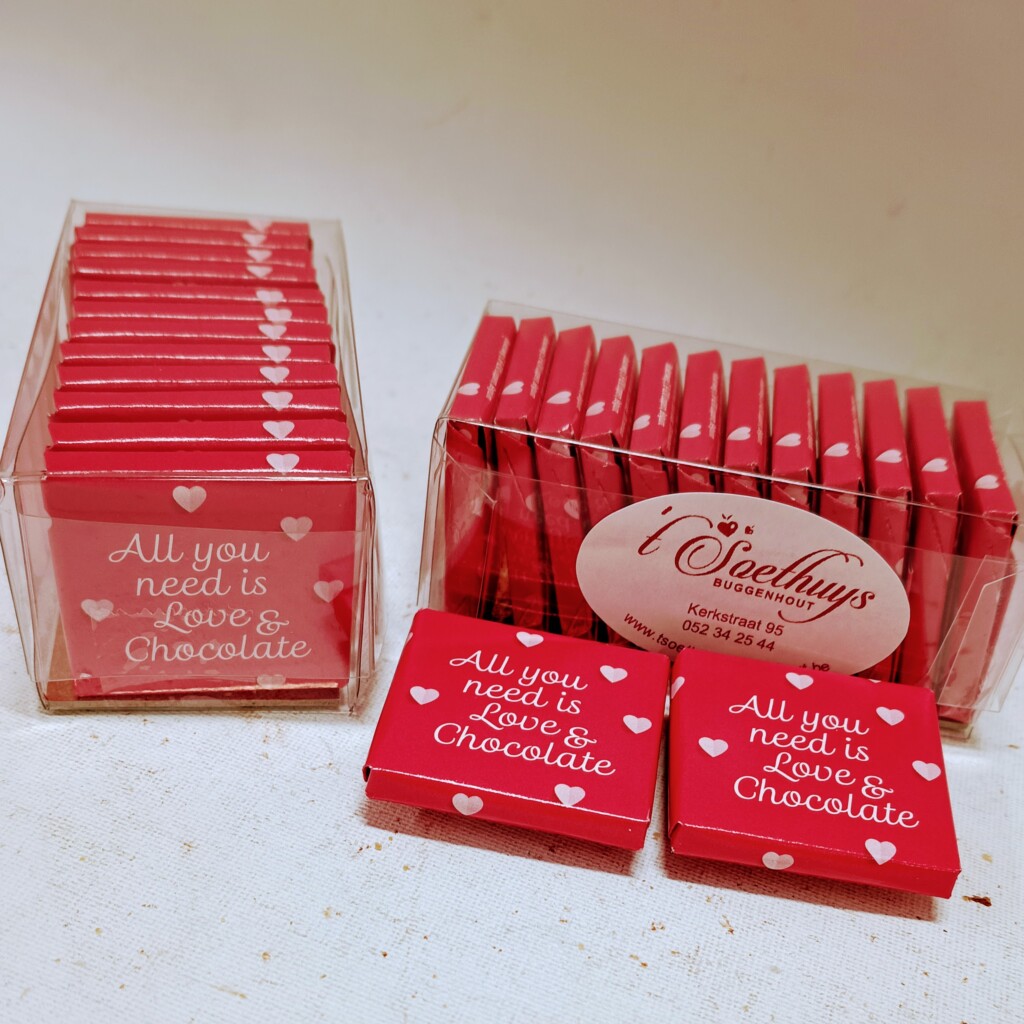 All you
need is
Love &
Chocolate
't Soethuys
BUGGENHOUT
Kerkstraat 95
052 34 25 44
All you
need is
Love &
Chocolate
All you
need is
Love &
Chocolate